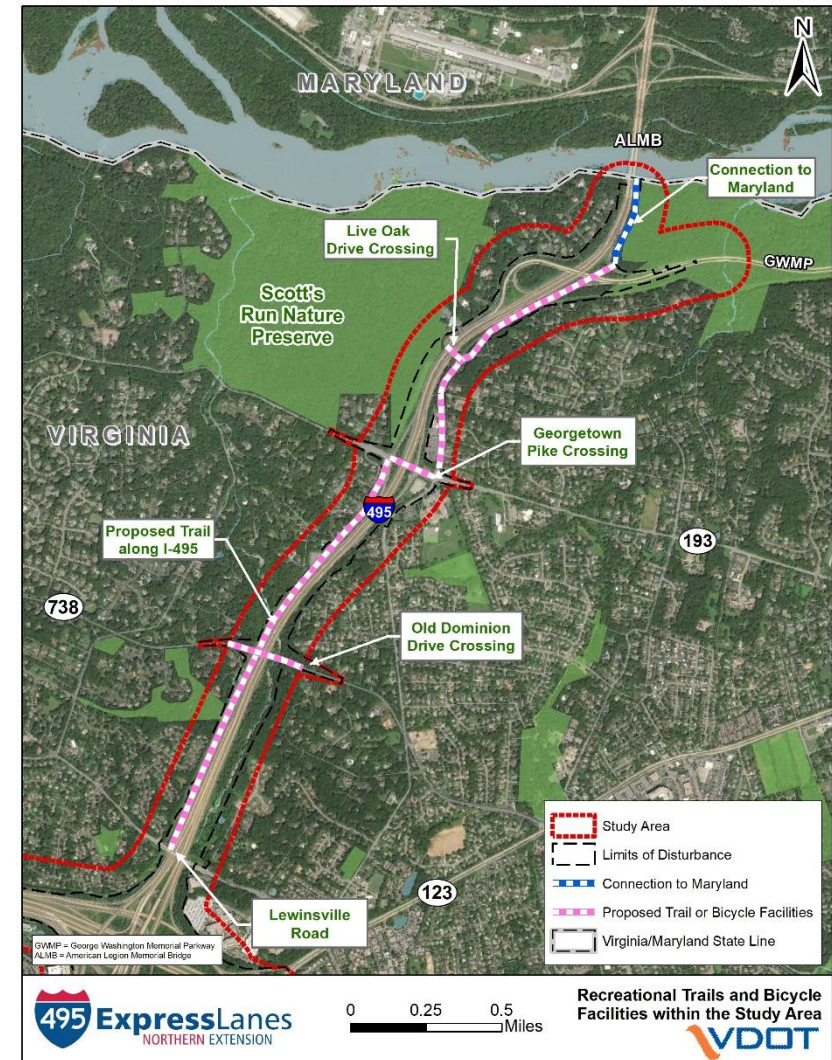 N
MARYLAND
ALMB
Connection to
Maryland
Live Oak
Drive Crossing
GWMP
Scott's
Run Nature
Preserve
VIRGINIA
Georgetown
Pike Crossing
495
Proposed Trail
along I-495
193
738
Old Dominion
Drive Crossing
Study Area
Limits of Disturbance
Connection to Maryland
Proposed Trail or Bicycle Facilities
Virginia/Maryland State Line
123
Lewinsville
Road
GWMP = George Washington Memorial Parkway
ALMB = American Legion Memorial Bridge
495 ExpressLanes
NORTHERN EXTENSION
0 0.25 0.5
Miles
Recreational Trails and Bicycle
Facilities within the Study Area
VDOT